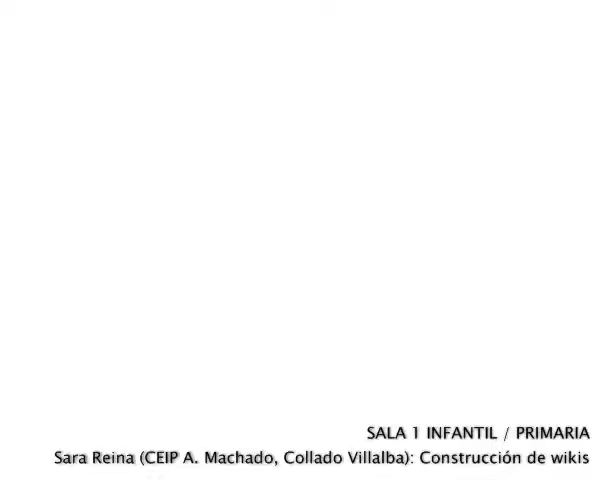 SALA 1 INFANTIL / PRIMARIA
Sara Reina (CEIP A. Machado, Collado Villalba): Construcción de wikis